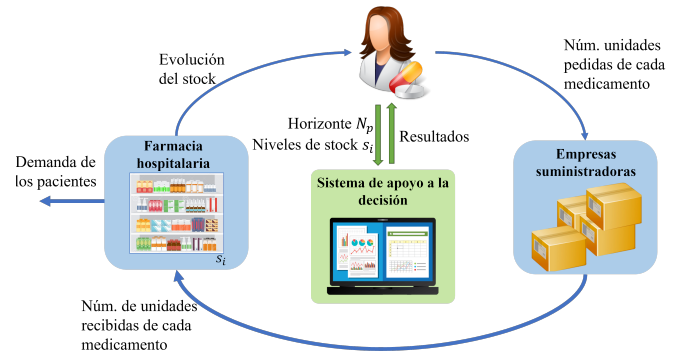 Evolución
del stock
Núm. unidades
pedidas de cada
medicamento
Horizonte Nₚ
Niveles de stock sᵢ
Resultados
Farmacia
hospitalaria
sᵢ
Demanda de
los pacientes
Empresas
suministradoras
Sistema de apoyo a la
decisión
Núm. de unidades
recibidas de cada
medicamento